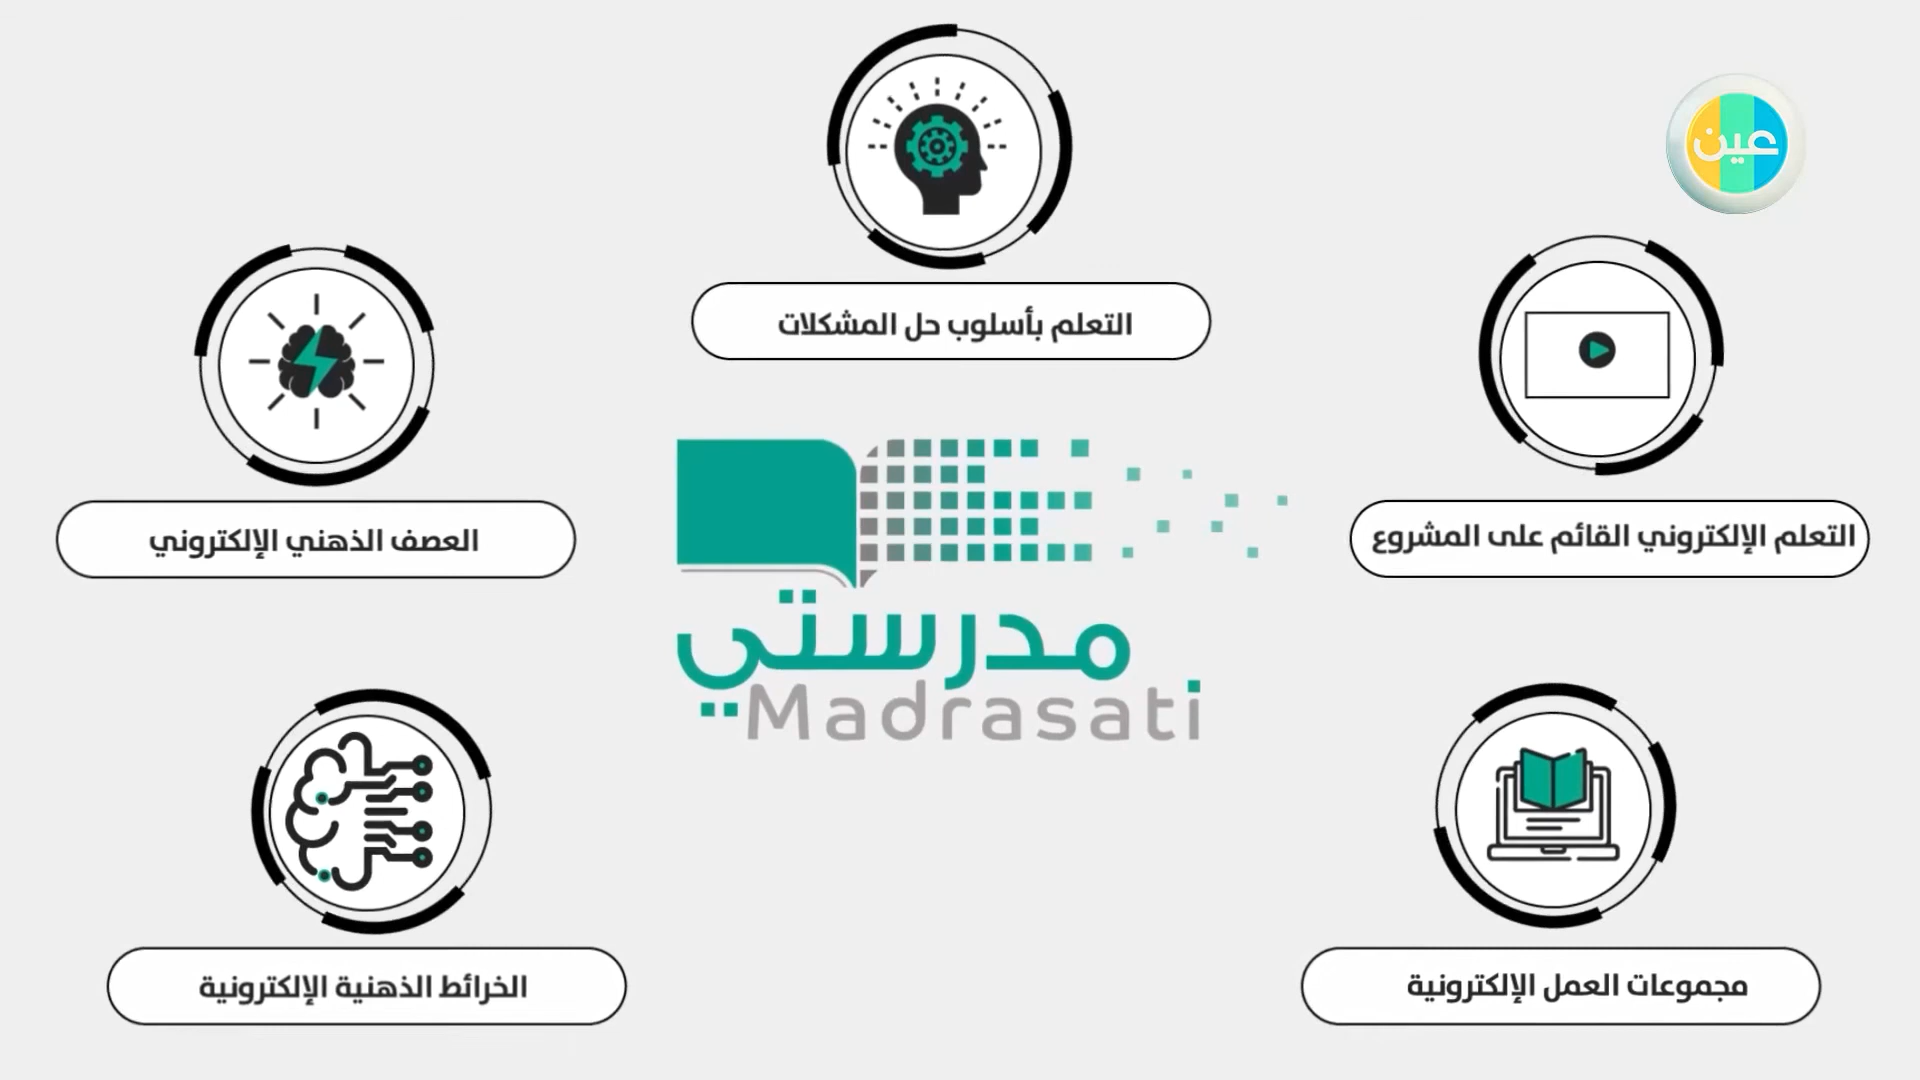 عين
التعلم بأسلوب حل المشكلات
التعلم الإلكتروني القائم على المشروع
العصف الذهني الإلكتروني
مدرستي
Madrasati
مجموعات العمل الإلكترونية
الخرائط الذهنية الإلكترونية